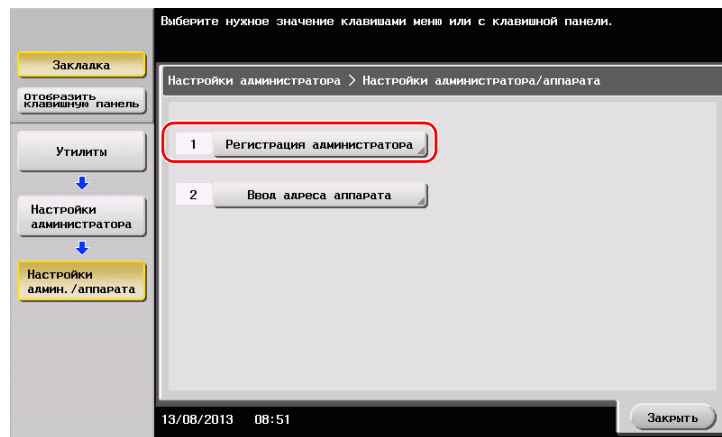 Выберите нужное значение клавишами меню или с клавишной панели.
Закладка
Отобразить
клавишную панель
Настройки администратора > Настройки администратора/аппарата
Утилиты
1 Регистрация администратора
2 Ввод адреса аппарата
Настройки
администратора
Настройки
админ./аппарата
13/08/2013 08:51
Закрыть